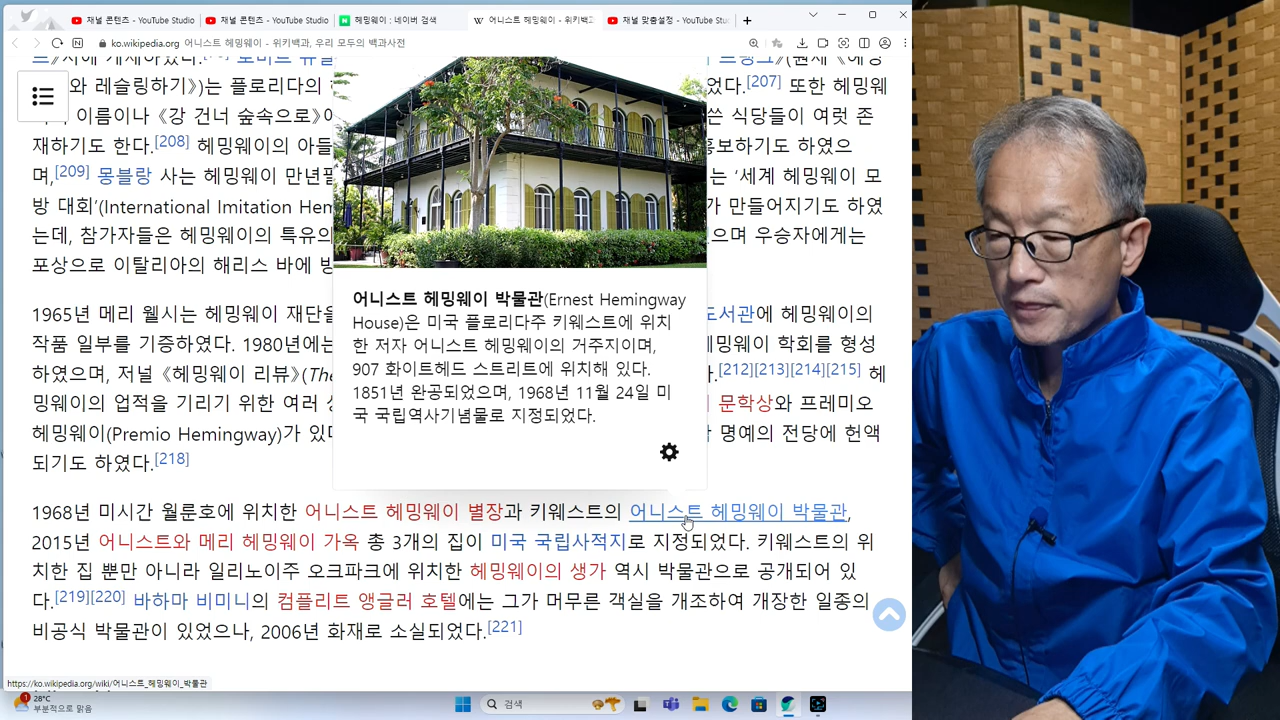 재널 콘텐츠 - YouTube Studio
재널 콘텐츠 - YouTube Studio
헤밍웨이 : 네이버 검색
어니스트 헤밍웨이 - 위키백고
재널 맞춤설정 - YouTube Stu
ko.wikipedia.org 어니스트 헤밍웨이 - 위키백과, 우리 모두의 백과사전
와 레슬링하기》)는 플로리다의
었다.[207] 또한 헤밍웨
이름이나 《강 건너 숲속으로》
쓴 식당들이 여럿 존
재하기도 한다.[208] 헤밍웨이의 아들
홍보하기도 하였으
며,[209] 몽블랑 사는 헤밍웨이 만년필
는 ‘세계 헤밍웨이 모
방 대회’(International Imitation Hem
가 만들어지기도 하였
는데, 참가자들은 헤밍웨이의 특유의
으며 우승자에게는
포상으로 이탈리아의 해리스 바에 방
어니스트 헤밍웨이 박물관(Ernest Hemingway
House)은 미국 플로리다주 키웨스트에 위치
한 저자 어니스트 헤밍웨이의 거주지이며,
907 화이트헤드 스트리트에 위치해 있다.
1851년 완공되었으며, 1968년 11월 24일 미
국 국립역사기념물로 지정되었다.
1965년 메리 월시는 헤밍웨이 재단을
도서관에 헤밍웨이의
작품 일부를 기증하였다. 1980년에는
헤밍웨이 학회를 형성
하였으며, 저널 《헤밍웨이 리뷰》(The
.[212][213][214][215] 헤
밍웨이의 업적을 기리기 위한 여러
문학상와 프레미오
헤밍웨이(Premio Hemingway)가 있다
명예의 전당에 헌액
되기도 하였다.[218]
1968년 미시간 월룬호에 위치한 어니스트 헤밍웨이 별장과 키웨스트의 어니스트 헤밍웨이 박물관,
2015년 어니스트와 메리 헤밍웨이 가옥 총 3개의 집이 미국 국립사적지로 지정되었다. 키웨스트의 위
치한 집 뿐만 아니라 일리노이주 오크파크에 위치한 헤밍웨이의 생가 역시 박물관으로 공개되어 있
다.[219][220] 바하마 비미니의 컴플리트 앵글러 호텔에는 그가 머무른 객실을 개조하여 개장한 일종의
비공식 박물관이 있었으나, 2006년 화재로 소실되었다.[221]
https://ko.wikipedia.org/wiki/어니스트_헤밍웨이_박물관
1
28°C
부분적으로 맑음
검색